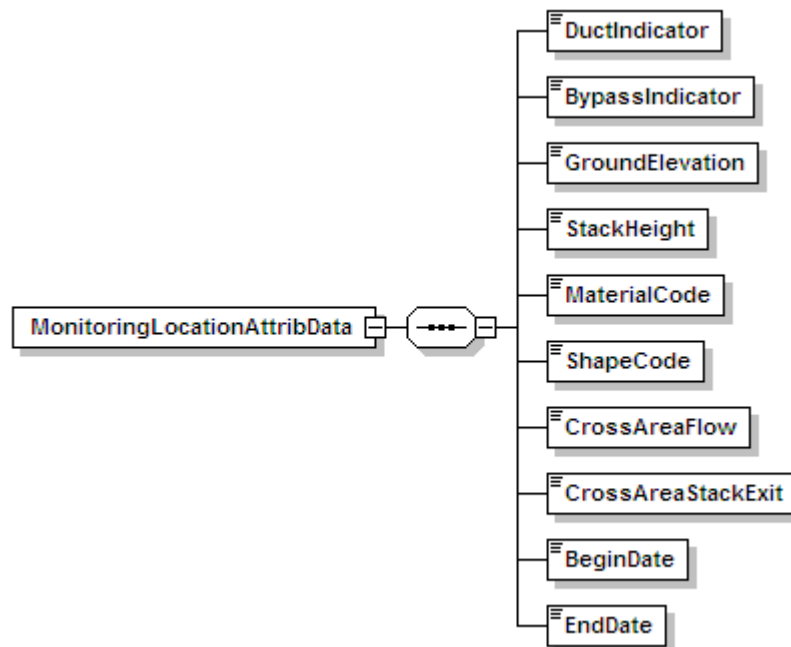 DuctIndicator
BypassIndicator
GroundElevation
StackHeight
MaterialCode
MonitoringLocationAttribData
ShapeCode
CrossAreaFlow
CrossAreaStackExit
BeginDate
EndDate